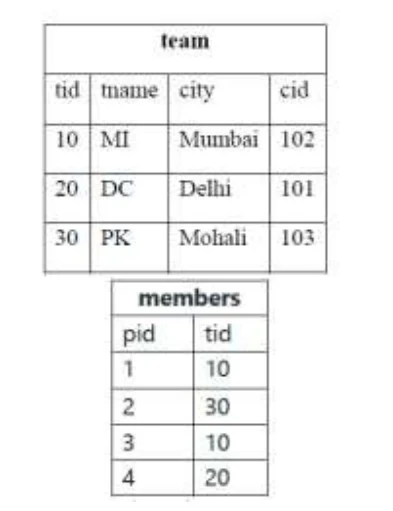 team
tid tname city cid
10 MI Mumbai 102
20 DC Delhi 101
30 PK Mohali 103
members
pid tid
1 10
2 30
3 10
4 20